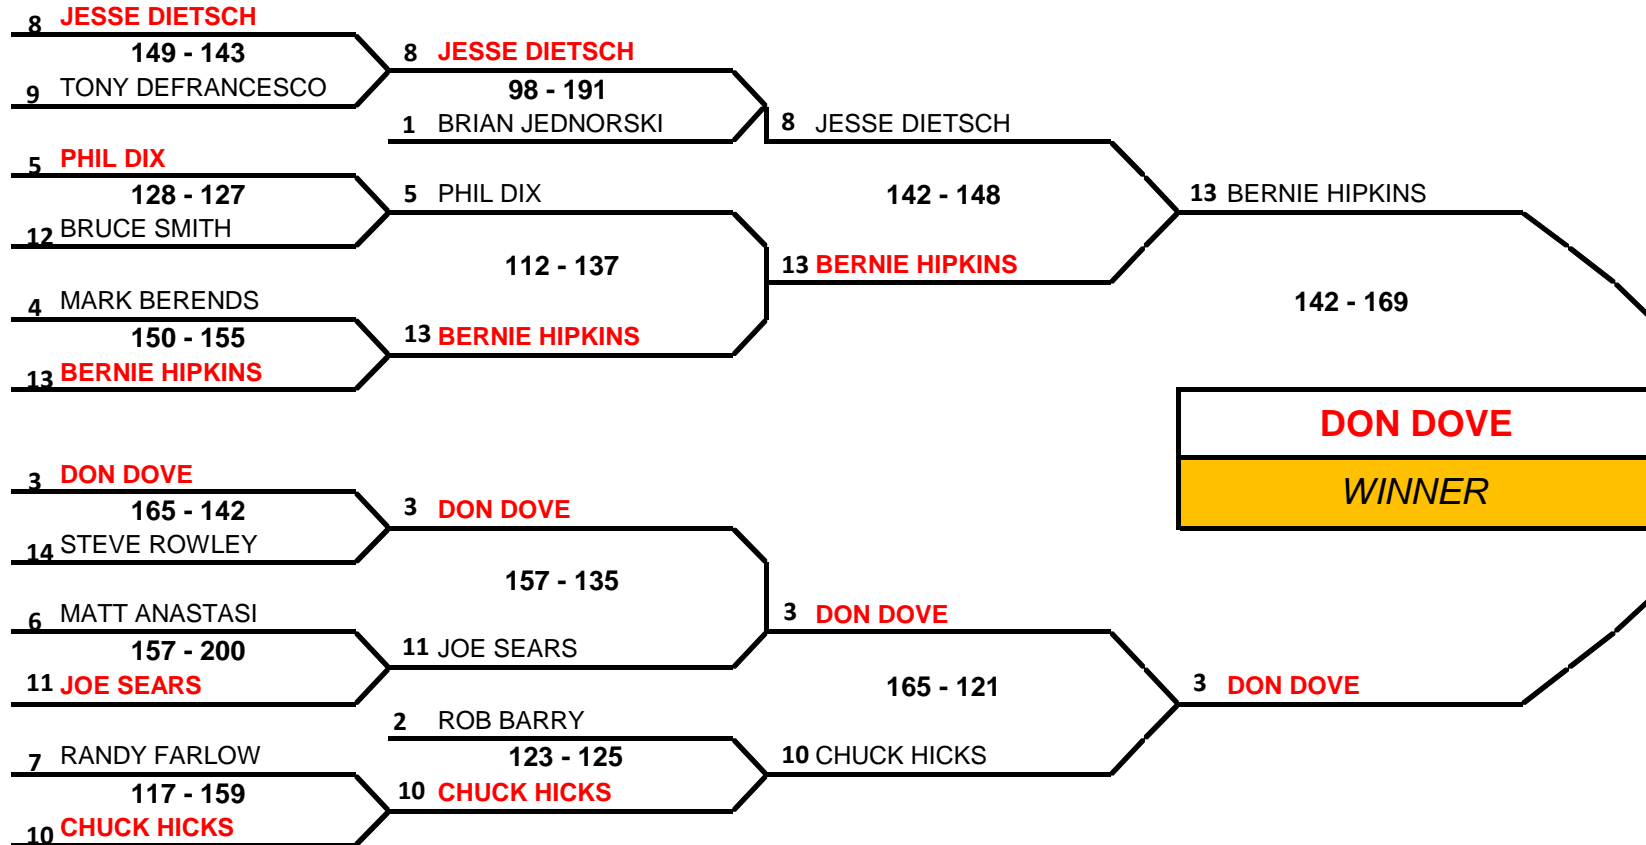 8 JESSE DIETSCH
149 - 143
9 TONY DEFRANCESCO
5 PHIL DIX
128 - 127
12 BRUCE SMITH
4 MARK BERENDS
150 - 155
13 BERNIE HIPKINS
3 DON DOVE
165 - 142
14 STEVE ROWLEY
6 MATT ANASTASI
157 - 200
11 JOE SEARS
7 RANDY FARLOW
117 - 159
10 CHUCK HICKS
8 JESSE DIETSCH
98 - 191
1 BRIAN JEDNORSKI
5 PHIL DIX
112 - 137
13 BERNIE HIPKINS
3 DON DOVE
157 - 135
11 JOE SEARS
2 ROB BARRY
123 - 125
10 CHUCK HICKS
8 JESSE DIETSCH
142 - 148
13 BERNIE HIPKINS
3 DON DOVE
165 - 121
10 CHUCK HICKS
13 BERNIE HIPKINS
142 - 169
DON DOVE
WINNER
3 DON DOVE